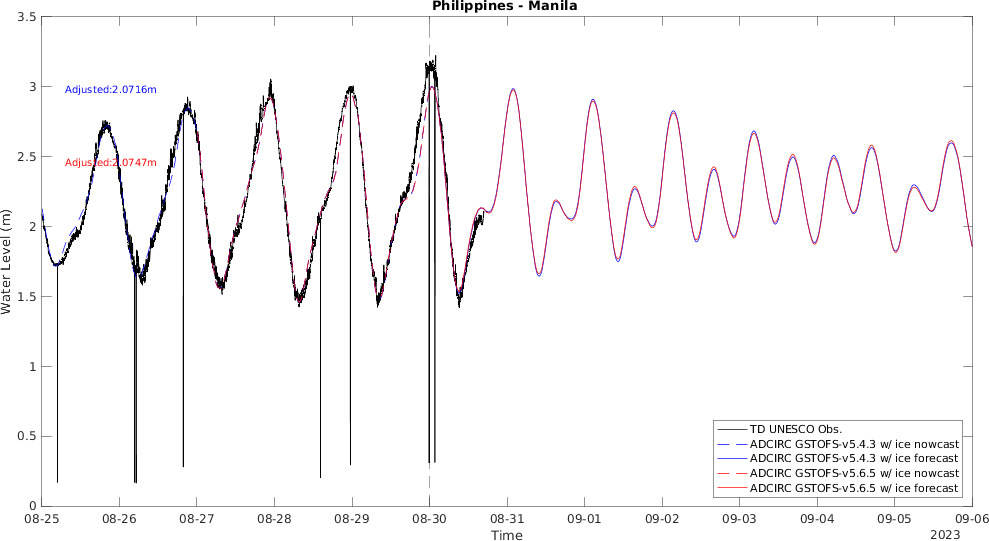 Philippines - Manila
3.5
3
2.5
2
1.5
1
0.5
0
Water Level (m)
Adjusted:2.0716m
Adjusted:2.0747m
TD UNESCO Obs.
ADCIRC GSTOFS-v5.4.3 w/ ice nowcast
ADCIRC GSTOFS-v5.4.3 w/ ice forecast
ADCIRC GSTOFS-v5.6.5 w/ ice nowcast
ADCIRC GSTOFS-v5.6.5 w/ ice forecast
08-25 08-26 08-27 08-28 08-29 08-30 08-31 09-01 09-02 09-03 09-04 09-05 09-06
Time
2023